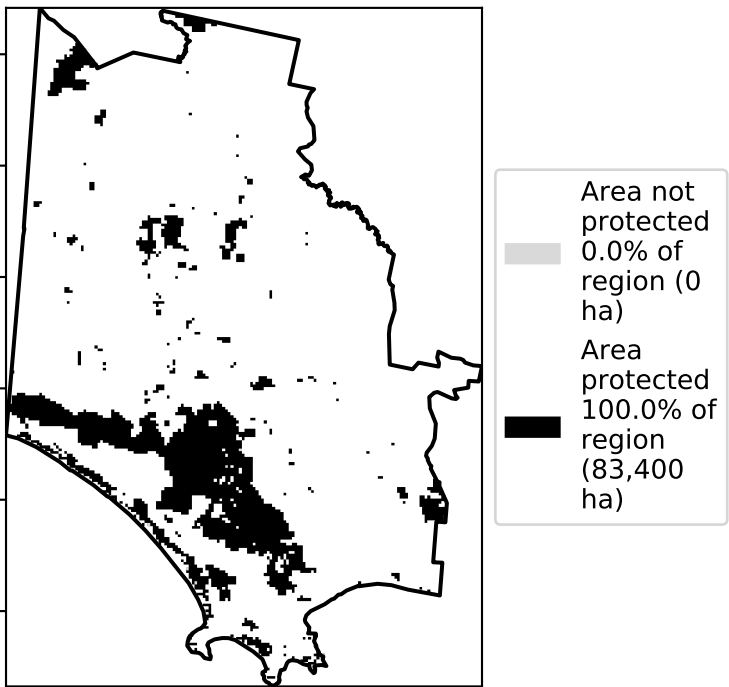 Area not
protected
0.0% of
region (0
ha)
Area
protected
100.0% of
region
(83,400
ha)